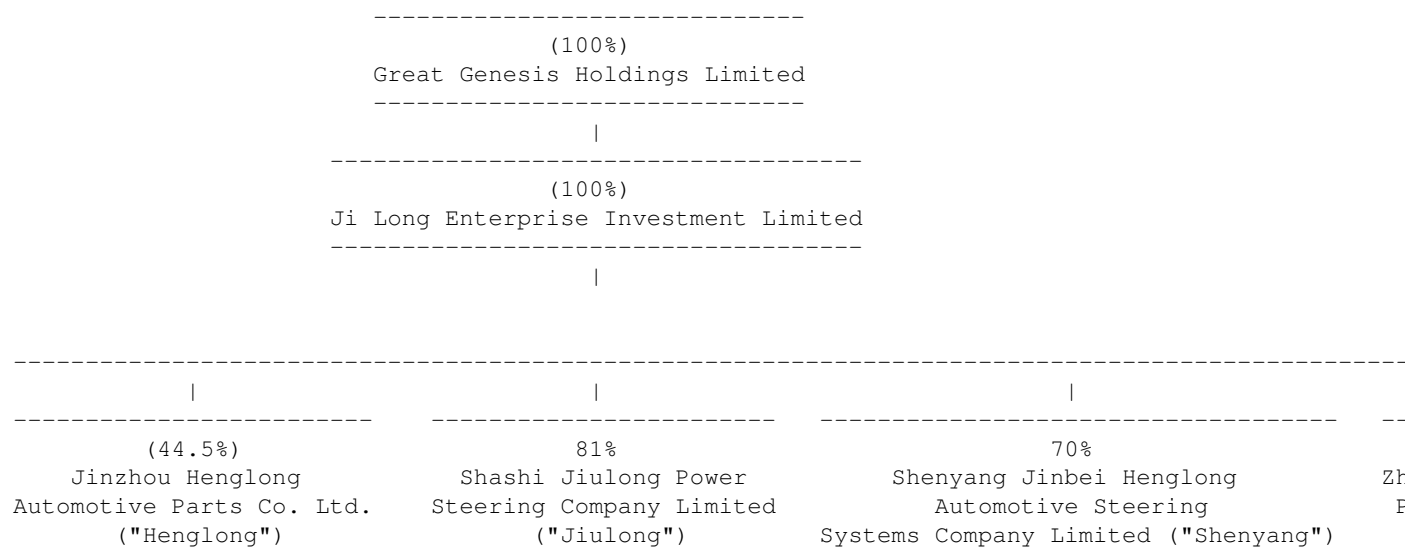 (100%)
Great Genesis Holdings Limited
(100%)
Ji Long Enterprise Investment Limited
(44.5%) 81% 70%
Jinzhou Henglong Shashi Jiulong Power Shenyang Jinbei Henglong Zh
Automotive Parts Co. Ltd. Steering Company Limited Automotive Steering P
("Henglong") ("Jiulong") Systems Company Limited ("Shenyang")